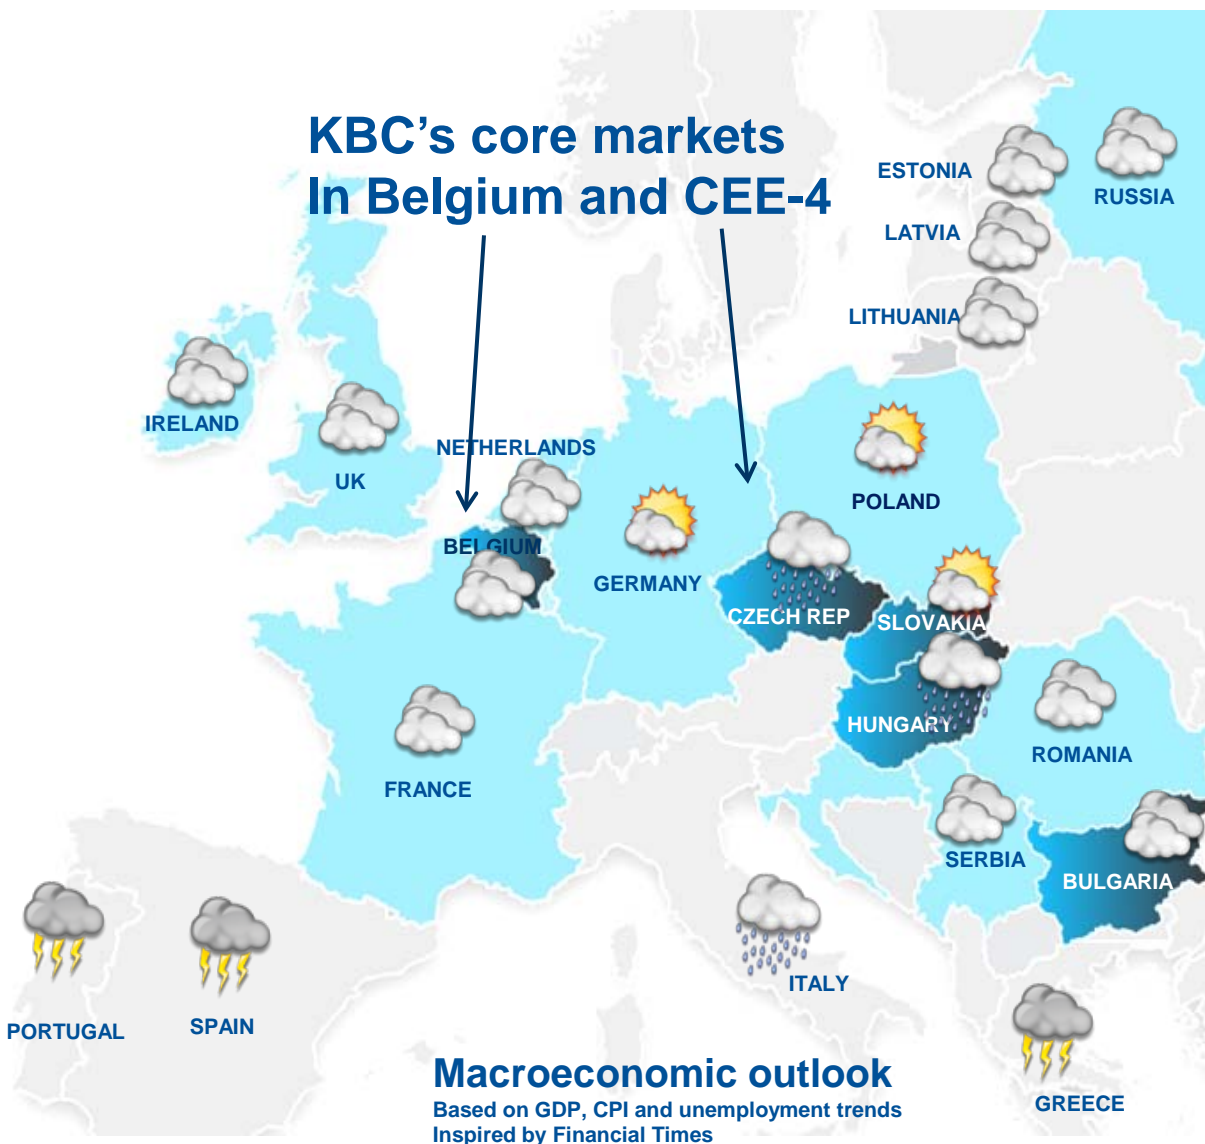 KBC's core markets
In Belgium and CEE-4
ESTONIA
RUSSIA
LATVIA
LITHUANIA
IRELAND
UK
NETHERLANDS
BELGIUM
GERMANY
POLAND
CZECH REP
SLOVAKIA
HUNGARY
FRANCE
ROMANIA
SERBIA
BULGARIA
ITALY
PORTUGAL
SPAIN
GREECE
Macroeconomic outlook
Based on GDP, CPI and unemployment trends
Inspired by Financial Times